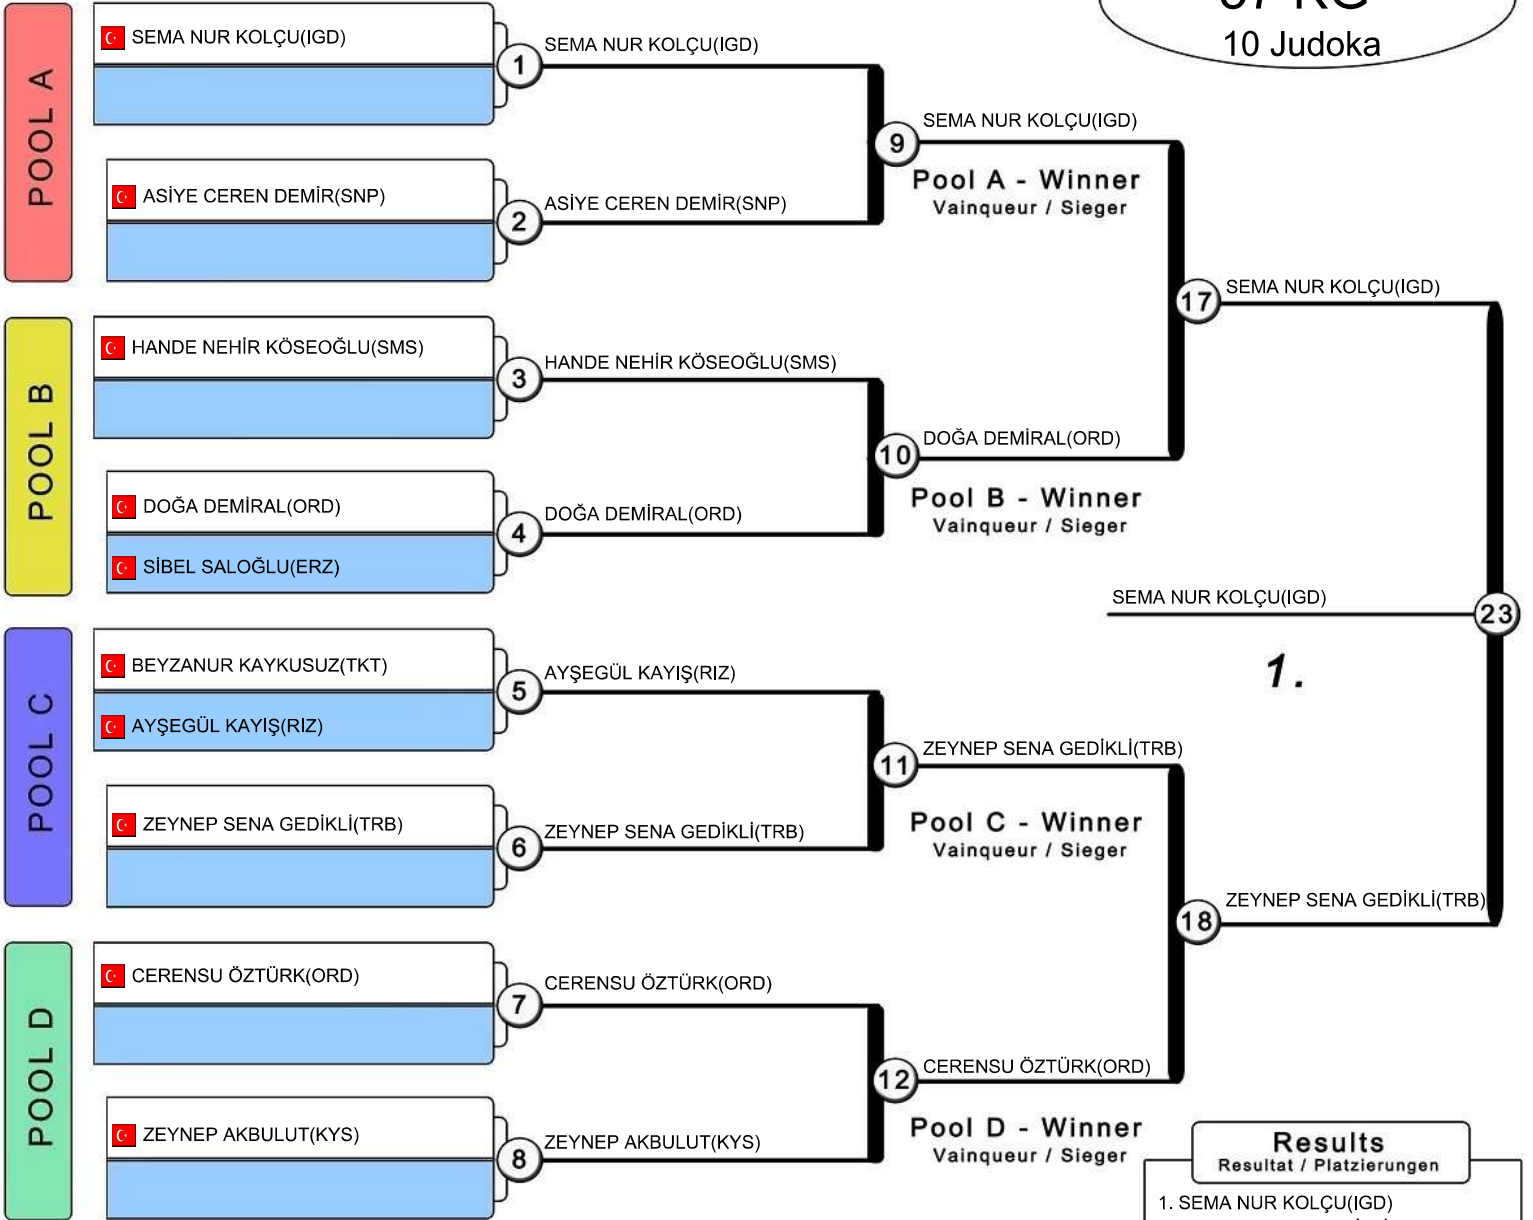 KG
10 Judoka
POOL A
SEMA NUR KOLÇU(IGD)
1
SEMA NUR KOLÇU(IGD)
ASİYE CEREN DEMİR(SNP)
2
ASİYE CEREN DEMİR(SNP)
9
SEMA NUR KOLÇU(IGD)
Pool A - Winner
Vainqueur / Sieger
POOL B
HANDE NEHİR KÖSEOĞLU(SMS)
3
HANDE NEHİR KÖSEOĞLU(SMS)
DOĞA DEMİRAL(ORD)
SİBEL SALOĞLU(ERZ)
4
DOĞA DEMİRAL(ORD)
10
DOĞA DEMİRAL(ORD)
Pool B - Winner
Vainqueur / Sieger
17
SEMA NUR KOLÇU(IGD)
POOL C
BEYZANUR KAYKUSUZ(TKT)
AYŞEGÜL KAYIŞ(RIZ)
5
AYŞEGÜL KAYIŞ(RIZ)
ZEYNEP SENA GEDİKLİ(TRB)
6
ZEYNEP SENA GEDİKLİ(TRB)
11
ZEYNEP SENA GEDİKLİ(TRB)
Pool C - Winner
Vainqueur / Sieger
POOL D
CERENSU ÖZTÜRK(ORD)
7
CERENSU ÖZTÜRK(ORD)
ZEYNEP AKBULUT(KYS)
8
ZEYNEP AKBULUT(KYS)
12
CERENSU ÖZTÜRK(ORD)
Pool D - Winner
Vainqueur / Sieger
18
ZEYNEP SENA GEDİKLİ(TRB)
SEMA NUR KOLÇU(IGD)
23
1.
Results
Resultat / Platzierungen
1. SEMA NUR KOLÇU(IGD)